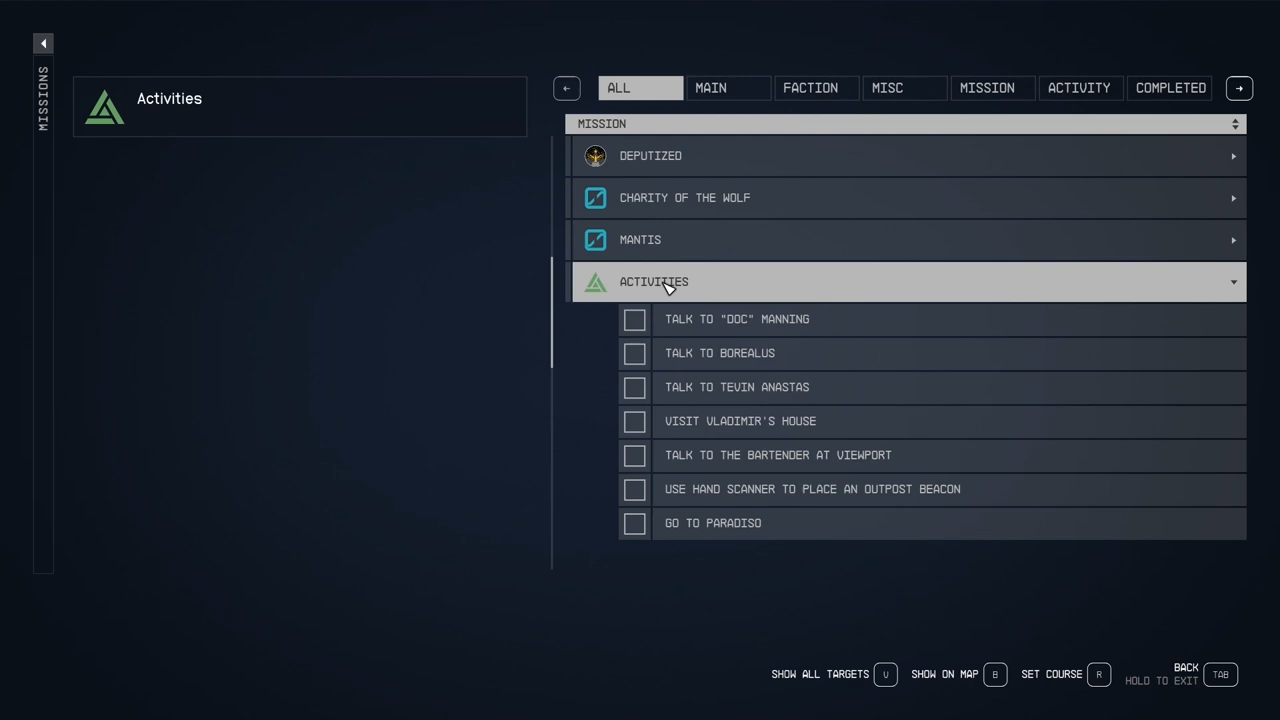 MISSIONS
Activities
ALL MAIN FACTION MISC MISSION ACTIVITY COMPLETED
MISSION
DEPUTIZED
CHARITY OF THE WOLF
MANTIS
ACTIVITIES
TALK TO "DOC" MANNING
TALK TO BOREALUS
TALK TO TEVIN ANASTAS
VISIT VLADIMIR'S HOUSE
TALK TO THE BARTENDER AT VIEWPORT
USE HAND SCANNER TO PLACE AN OUTPOST BEACON
GO TO PARADISO
SHOW ALL TARGETS V SHOW ON MAP B SET COURSE R BACK TAB
HOLD TO EXIT